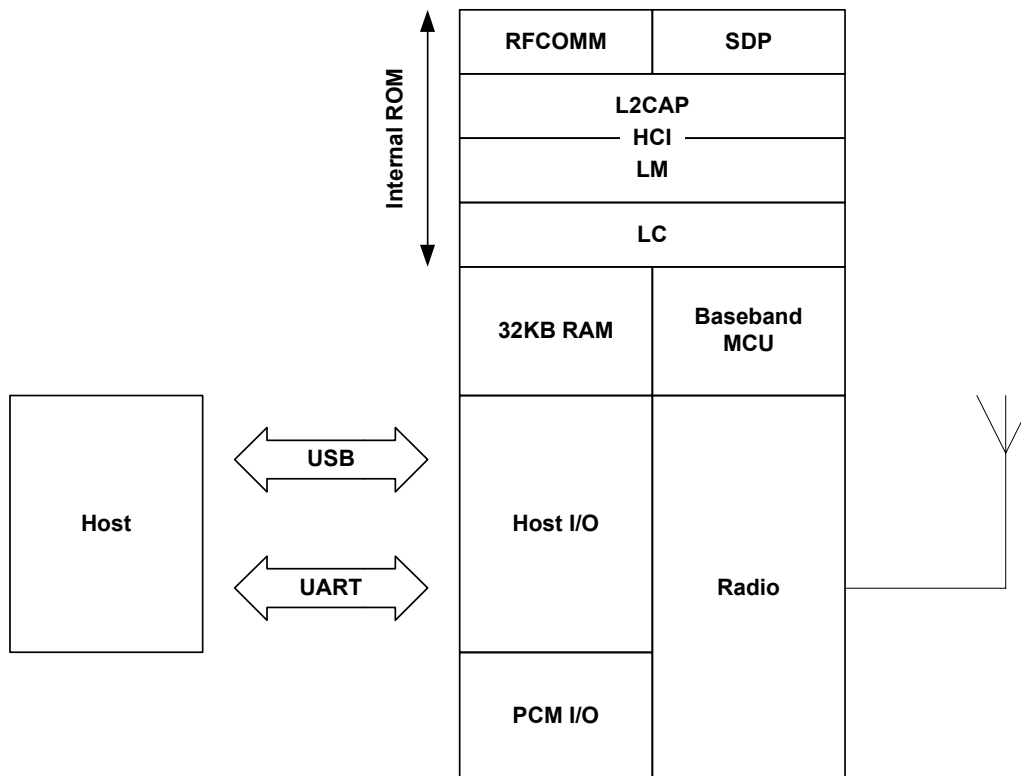 RFCOMM
SDP
Internal ROM
L2CAP
HCI
LM
LC
32KB RAM
Baseband
MCU
USB
Host
Host I/O
UART
Radio
PCM I/O